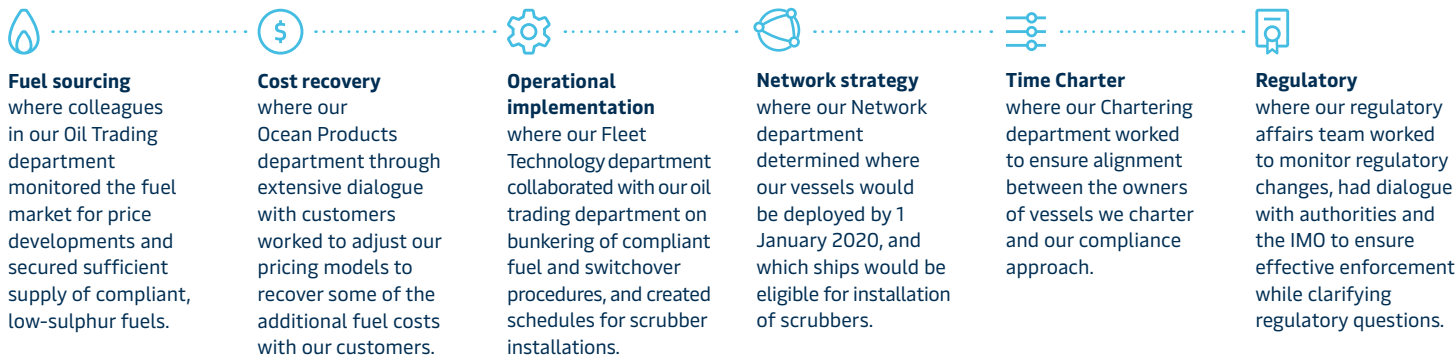 $
Fuel sourcing
where colleagues
in our Oil Trading
department
monitored the fuel
market for price
developments and
secured sufficient
supply of compliant,
low-sulphur fuels.
Cost recovery
where our
Ocean Products
department through
extensive dialogue
with customers
worked to adjust our
pricing models to
recover some of the
additional fuel costs
with our customers.
Operational
implementation
where our Fleet
Technology department
collaborated with our oil
trading department on
bunkering of compliant
fuel and switchover
procedures, and created
schedules for scrubber
installations.
Network strategy
where our Network
department
determined where
our vessels would
be deployed by 1
January 2020, and
which ships would be
eligible for installation
of scrubbers.
Time Charter
where our Chartering
department worked
to ensure alignment
between the owners
of vessels we charter
and our compliance
approach.
Regulatory
where our regulatory
affairs team worked
to monitor regulatory
changes, had dialogue
with authorities and
the IMO to ensure
effective enforcement
while clarifying
regulatory questions.